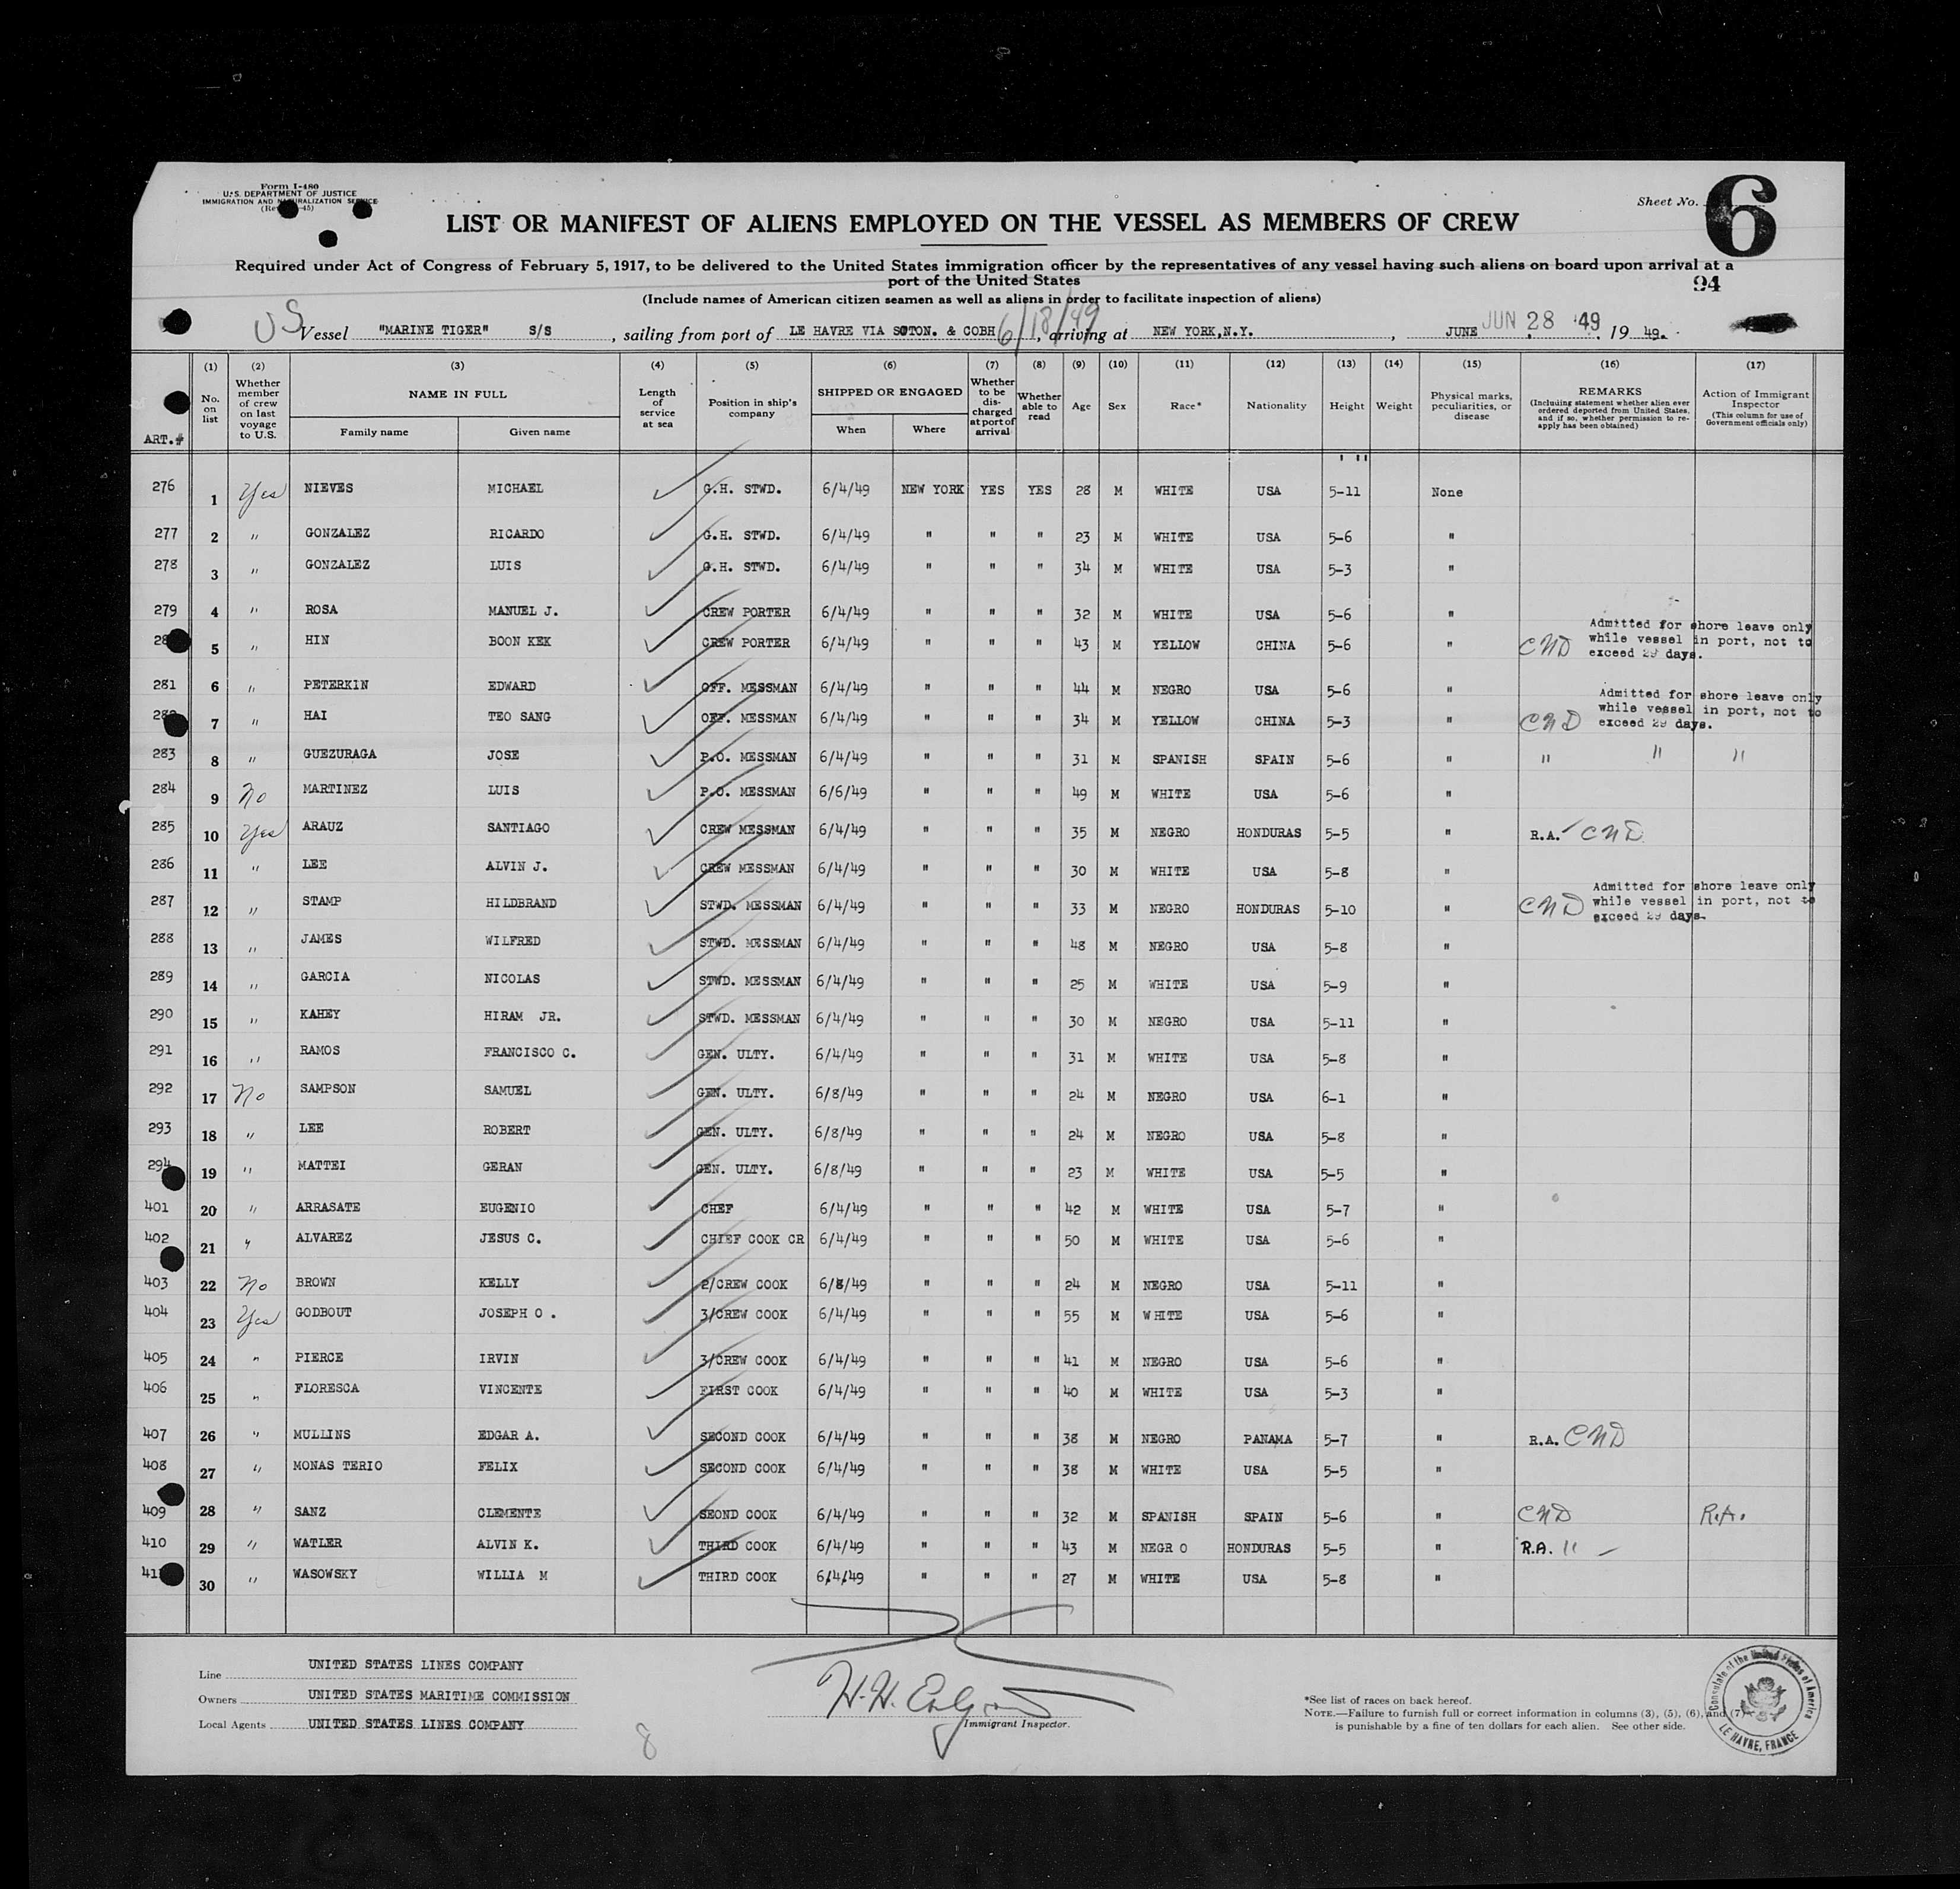 Form I-480
U.S. DEPARTMENT OF JUSTICE
IMMIGRATION AND NATURALIZATION SERVICE
Sheet No. 6
LIST OR MANIFEST OF ALIENS EMPLOYED ON THE VESSEL AS MEMBERS OF CREW
Required under Act of Congress of February 5, 1917, to be delivered to the United States immigration officer by the representatives of any vessel having such aliens on board upon arrival at a
port of the United States
94
(Include names of American citizen seamen as well as aliens in order to facilitate inspection of aliens)
US Vessel "MARINE TIGER" S/S , sailing from port of LE HAVRE VIA SOTON. & COBH 6/18/49 , arriving at NEW YORK,N.Y. , JUNE JUN 28 '49 , 19 49.
(1) (2) (3) (4) (5) (6) (7) (8) (9) (10) (11) (12) (13) (14) (15) (16) (17)
ART.# No. on list Whether member of crew on last voyage to U.S. NAME IN FULL Family name Given name Length of service at sea Position in ship's company SHIPPED OR ENGAGED When Where Whether to be discharged at port of arrival Whether able to read Age Sex Race* Nationality Height Weight Physical marks, peculiarities, or disease REMARKS (Including statement whether alien ever ordered deported from United States, and if so, whether permission to reapply has been obtained) Action of Immigrant Inspector (This column for use of Government officials only)
276 1 Yes NIEVES MICHAEL G.H. STWD. 6/4/49 NEW YORK YES YES 28 M WHITE USA 5-11 None
277 2 " GONZALEZ RICARDO G.H. STWD. 6/4/49 " " " 23 M WHITE USA 5-6 "
278 3 " GONZALEZ LUIS G.H. STWD. 6/4/49 " " " 34 M WHITE USA 5-3 "
279 4 " ROSA MANUEL J. CREW PORTER 6/4/49 " " " 32 M WHITE USA 5-6 "
28 5 " HIN BOON KEK CREW PORTER 6/4/49 " " " 43 M YELLOW CHINA 5-6 " CND Admitted for shore leave only while vessel in port, not to exceed 29 days.
281 6 " PETERKIN EDWARD OFF. MESSMAN 6/4/49 " " " 44 M NEGRO USA 5-6 "
282 7 " HAI TEO SANG OFF. MESSMAN 6/4/49 " " " 34 M YELLOW CHINA 5-3 " CND Admitted for shore leave only while vessel in port, not to exceed 29 days.
283 8 " GUEZURAGA JOSE P.O. MESSMAN 6/4/49 " " " 31 M SPANISH SPAIN 5-6 " " " "
284 9 No MARTINEZ LUIS P.O. MESSMAN 6/6/49 " " " 49 M WHITE USA 5-6 "
285 10 Yes ARAUZ SANTIAGO CREW MESSMAN 6/4/49 " " " 35 M NEGRO HONDURAS 5-5 " R.A. CND
286 11 " LEE ALVIN J. CREW MESSMAN 6/4/49 " " " 30 M WHITE USA 5-8 "
287 12 " STAMP HILDBRAND STWD. MESSMAN 6/4/49 " " " 33 M NEGRO HONDURAS 5-10 " CND Admitted for shore leave only while vessel in port, not to exceed 29 days.
288 13 " JAMES WILFRED STWD. MESSMAN 6/4/49 " " " 48 M NEGRO USA 5-8 "
289 14 " GARCIA NICOLAS STWD. MESSMAN 6/4/49 " " " 25 M WHITE USA 5-9 "
290 15 " KAHEY HIRAM JR. STWD. MESSMAN 6/4/49 " " " 30 M NEGRO USA 5-11 "
291 16 " RAMOS FRANCISCO C. GEN. ULTY. 6/4/49 " " " 31 M WHITE USA 5-8 "
292 17 No SAMPSON SAMUEL GEN. ULTY. 6/8/49 " " " 24 M NEGRO USA 6-1 "
293 18 " LEE ROBERT GEN. ULTY. 6/8/49 " " " 24 M NEGRO USA 5-8 "
294 19 " MATTEI GERAN GEN. ULTY. 6/8/49 " " " 23 M WHITE USA 5-5 "
401 20 " ARRASATE EUGENIO CHEF 6/4/49 " " " 42 M WHITE USA 5-7 "
402 21 " ALVAREZ JESUS C. CHIEF COOK CR 6/4/49 " " " 50 M WHITE USA 5-6 "
403 22 No BROWN KELLY 2/CREW COOK 6/8/49 " " " 24 M NEGRO USA 5-11 "
404 23 Yes GODBOUT JOSEPH O . 3/CREW COOK 6/4/49 " " " 55 M WHITE USA 5-6 "
405 24 " PIERCE IRVIN 3/CREW COOK 6/4/49 " " " 41 M NEGRO USA 5-6 "
406 25 " FLORESCA VINCENTE FIRST COOK 6/4/49 " " " 40 M WHITE USA 5-3 "
407 26 " MULLINS EDGAR A. SECOND COOK 6/4/49 " " " 38 M NEGRO PANAMA 5-7 " R.A. CND
408 27 " MONAS TERIO FELIX SECOND COOK 6/4/49 " " " 38 M WHITE USA 5-5 "
409 28 " SANZ CLEMENTE SEOND COOK 6/4/49 " " " 32 M SPANISH SPAIN 5-6 " CND R.A.
410 29 " WATLER ALVIN K. THIRD COOK 6/4/49 " " " 43 M NEGR O HONDURAS 5-5 " R.A. "
41 30 " WASOWSKY WILLIA M THIRD COOK 6/4/49 " " " 27 M WHITE USA 5-8 "
Line UNITED STATES LINES COMPANY
Owners UNITED STATES MARITIME COMMISSION
Local Agents UNITED STATES LINES COMPANY
8
H.H.
Immigrant Inspector.
*See list of races on back hereof.
NOTE.—Failure to furnish full or correct information in columns (3), (5), (6), and (7)
is punishable by a fine of ten dollars for each alien. See other side.
Consulate of the United States of America
LE HAVRE, FRANCE